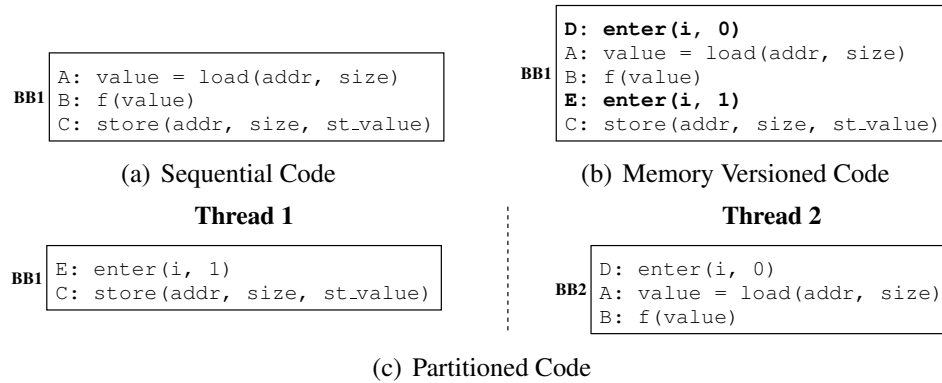 BB1
A: value = load(addr, size)
B: f(value)
C: store(addr, size, st_value)
(a) Sequential Code
BB1
D: enter(i, 0)
A: value = load(addr, size)
B: f(value)
E: enter(i, 1)
C: store(addr, size, st_value)
(b) Memory Versioned Code
Thread 1
BB1
E: enter(i, 1)
C: store(addr, size, st_value)
Thread 2
BB2
D: enter(i, 0)
A: value = load(addr, size)
B: f(value)
(c) Partitioned Code